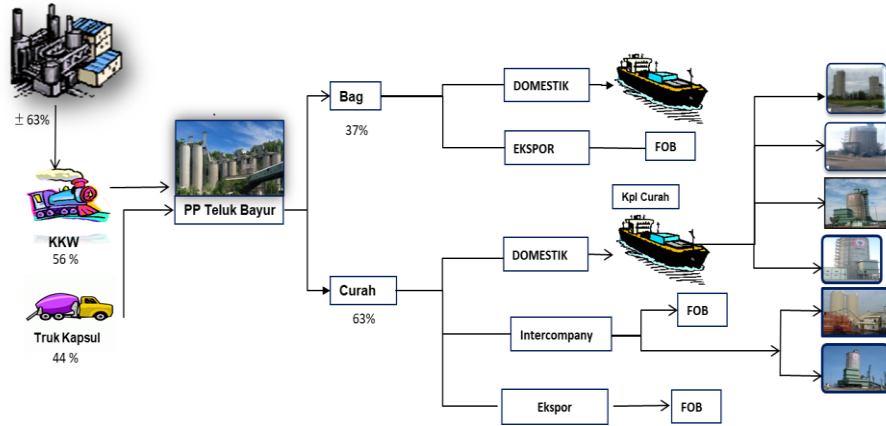 ± 63%
KKW
56 %
Truk Kapsul
44 %
PP Teluk Bayur
Bag
37%
DOMESTIK
EKSPOR
FOB
Kpl Curah
Curah
63%
DOMESTIK
Intercompany
FOB
Ekspor
FOB